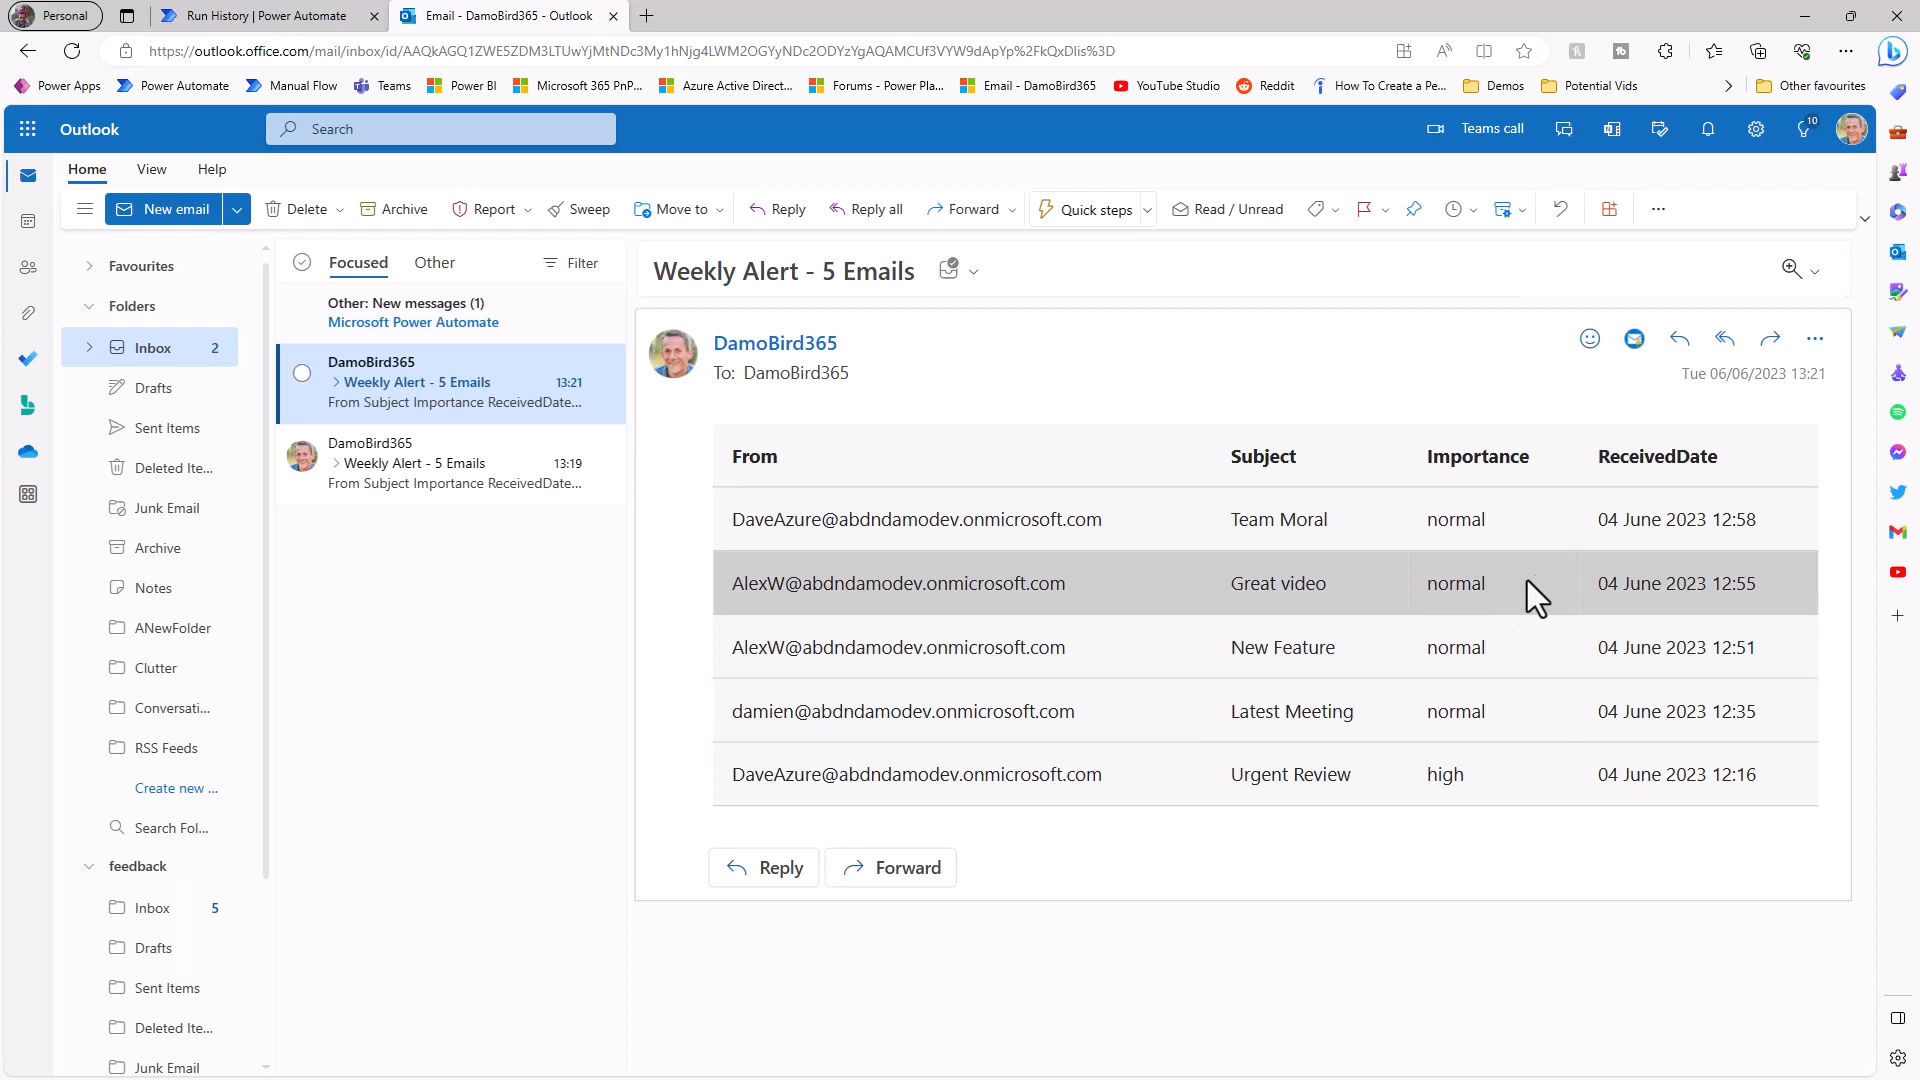 Personal
Run History | Power Automate
Email - DamoBird365 - Outlook
https://outlook.office.com/mail/inbox/id/AAQkAGQ1ZWE5ZDM3LTUwYjMtNDc3My1hNjg4LWM2OGYyNDc2ODYzYgAQAMCUf3VYW9dApYp%2FkQxDlis%3D
Power Apps
Power Automate
Manual Flow
Teams
Power BI
Microsoft 365 PnP...
Azure Active Direct...
Forums - Power Pla...
Email - DamoBird365
YouTube Studio
Reddit
How To Create a Pe...
Demos
Potential Vids
Other favourites
Outlook
Search
Teams call
10
Home
View
Help
New email
Delete
Archive
Report
Sweep
Move to
Reply
Reply all
Forward
Quick steps
Read / Unread
Favourites
Folders
Inbox 2
Drafts
Sent Items
Deleted Ite...
Junk Email
Archive
Notes
ANewFolder
Clutter
Conversati...
RSS Feeds
Create new ...
Search Fol...
feedback
Inbox 5
Drafts
Sent Items
Deleted Ite...
Junk Email
Focused
Other
Filter
Other: New messages (1)
Microsoft Power Automate
DamoBird365
Weekly Alert - 5 Emails 13:21
From Subject Importance ReceivedDate...
DamoBird365
Weekly Alert - 5 Emails 13:19
From Subject Importance ReceivedDate...
Weekly Alert - 5 Emails
DamoBird365
To: DamoBird365
Tue 06/06/2023 13:21
From Subject Importance ReceivedDate
DaveAzure@abdndamodev.onmicrosoft.com Team Moral normal 04 June 2023 12:58
AlexW@abdndamodev.onmicrosoft.com Great video normal 04 June 2023 12:55
AlexW@abdndamodev.onmicrosoft.com New Feature normal 04 June 2023 12:51
damien@abdndamodev.onmicrosoft.com Latest Meeting normal 04 June 2023 12:35
DaveAzure@abdndamodev.onmicrosoft.com Urgent Review high 04 June 2023 12:16
Reply
Forward